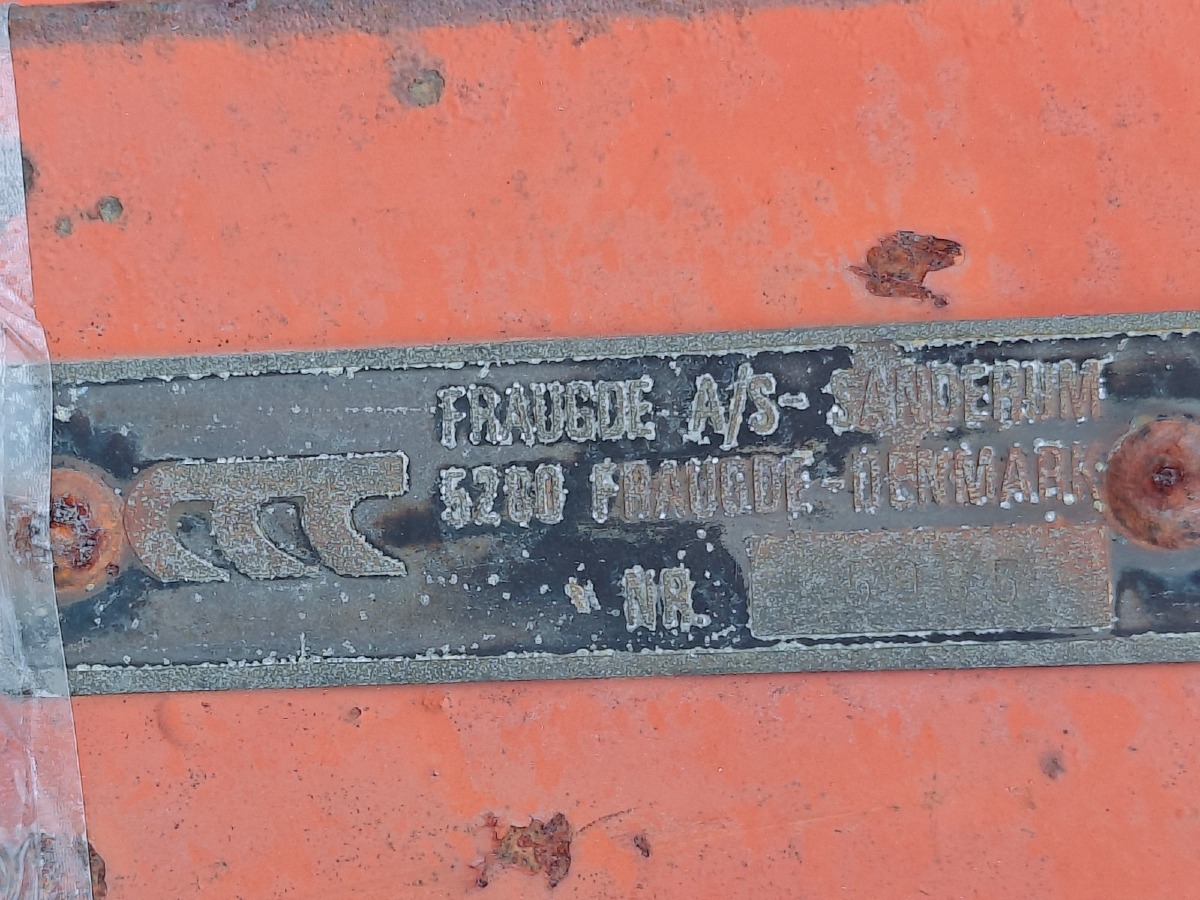 FRAUGDE A/S - SANDERUM
5280 FRAUGDE - DENMARK
NR.